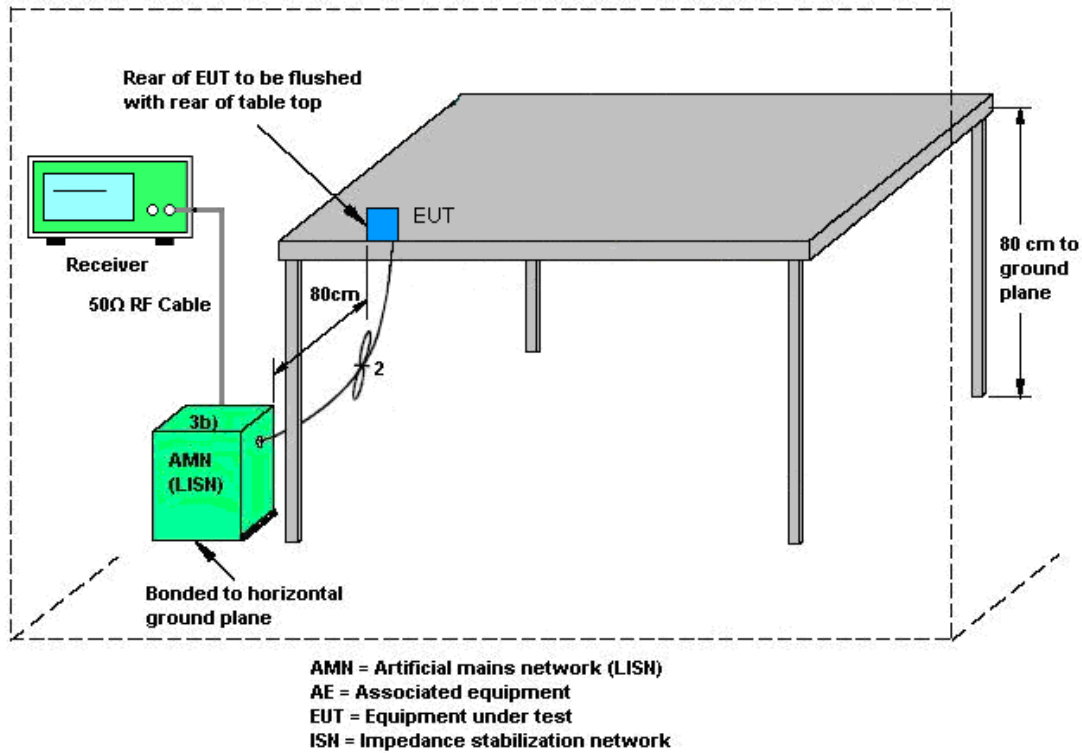 Rear of EUT to be flushed
with rear of table top
EUT
Receiver
50Ω RF Cable
80cm
80 cm to
ground
plane
2
3b)
AMN
(LISN)
Bonded to horizontal
ground plane
AMN = Artificial mains network (LISN)
AE = Associated equipment
EUT = Equipment under test
ISN = Impedance stabilization network